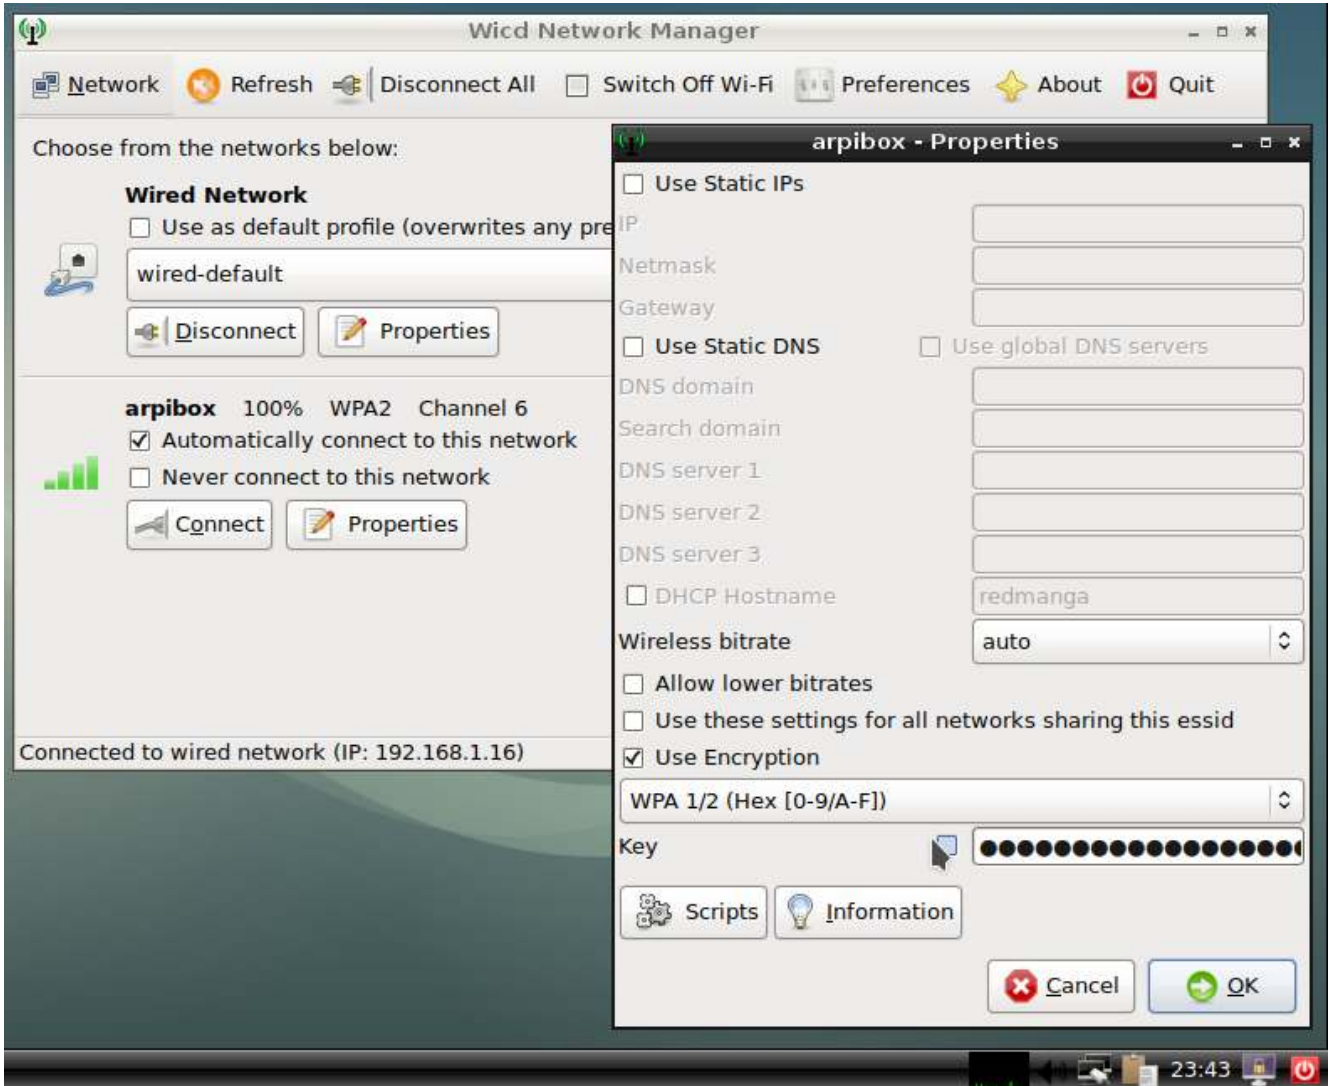 Wicd Network Manager
Network Refresh Disconnect All Switch Off Wi-Fi Preferences About Quit
Choose from the networks below:
Wired Network
Use as default profile (overwrites any pre
wired-default
Disconnect Properties
arpibox 100% WPA2 Channel 6
Automatically connect to this network
Never connect to this network
Connect Properties
Connected to wired network (IP: 192.168.1.16)
arpibox - Properties
Use Static IPs
IP
Netmask
Gateway
Use Static DNS Use global DNS servers
DNS domain
Search domain
DNS server 1
DNS server 2
DNS server 3
DHCP Hostname redmanga
Wireless bitrate auto
Allow lower bitrates
Use these settings for all networks sharing this essid
Use Encryption
WPA 1/2 (Hex [0-9/A-F])
Key
Scripts Information
Cancel OK
23:43